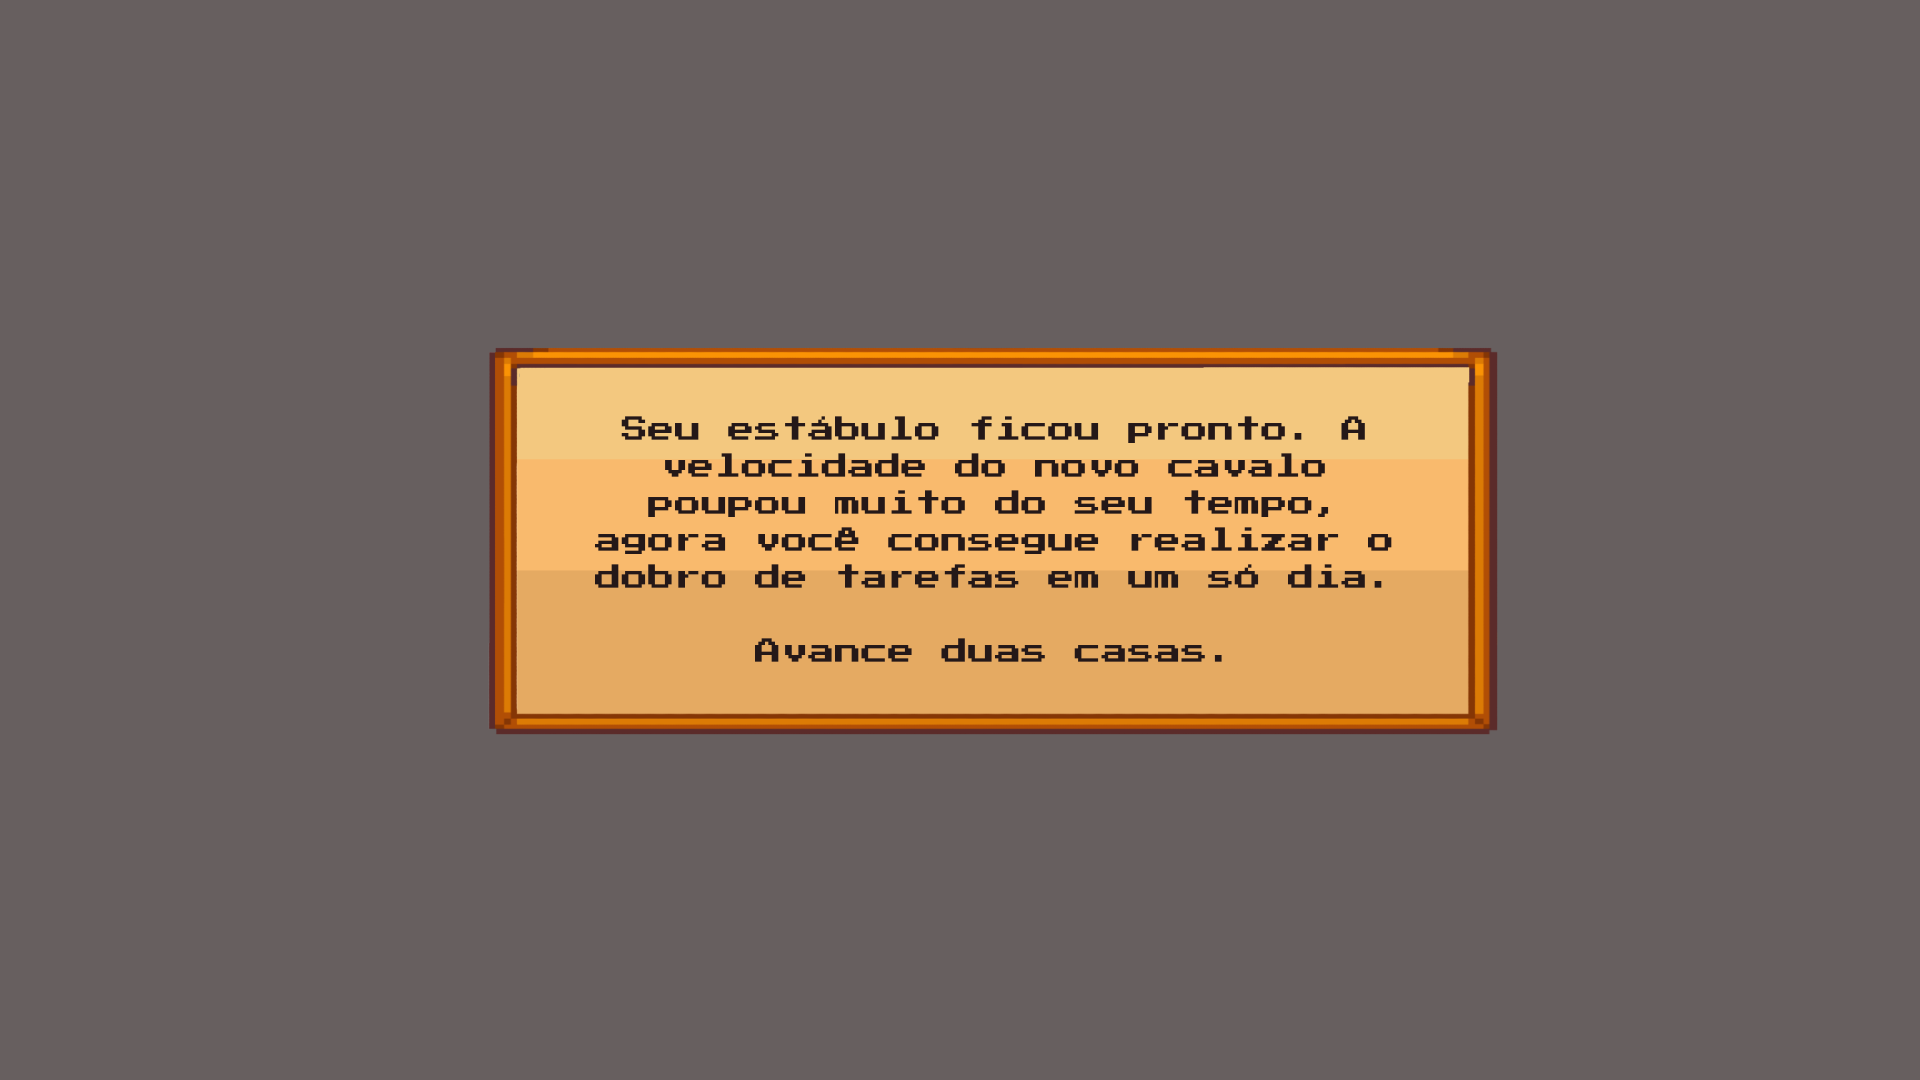 Seu estábulo ficou pronto. A
velocidade do novo cavalo
poupou muito do seu tempo,
agora você consegue realizar o
dobro de tarefas em um só dia.
Avance duas casas.